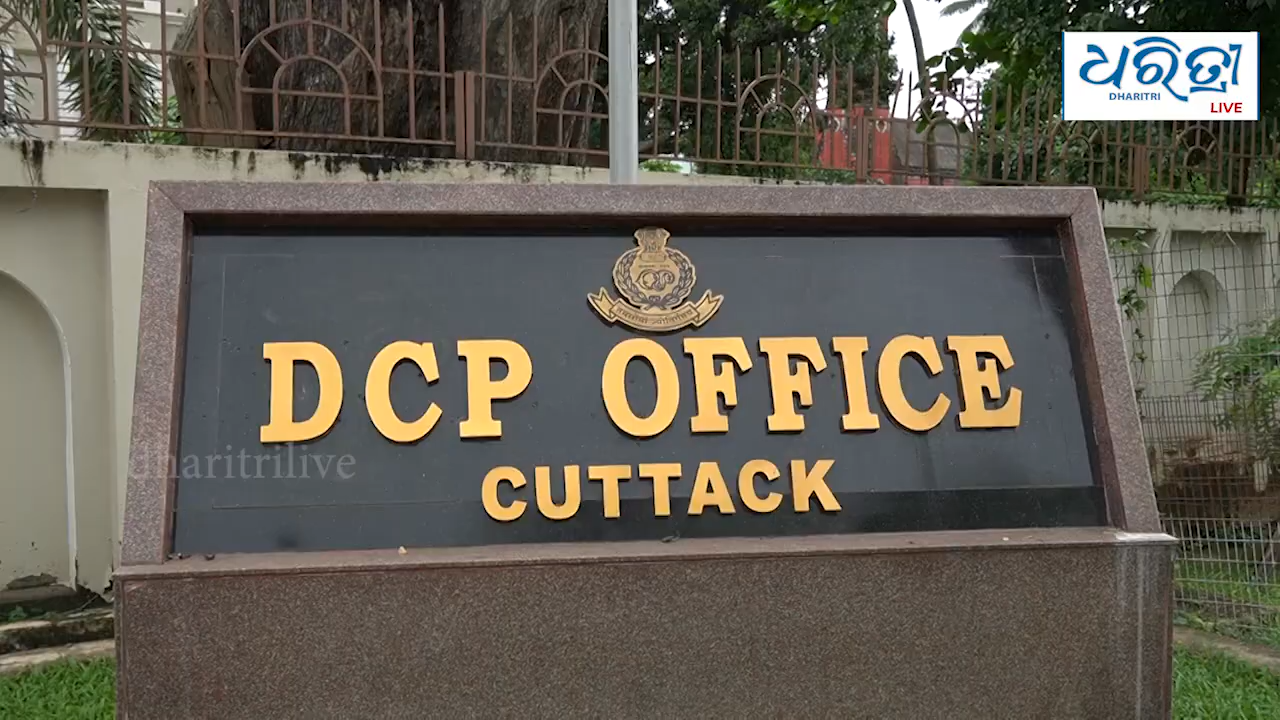 ଧରିତ୍ରୀ
DHARITRI
LIVE
DCP OFFICE
CUTTACK
dharitrilive